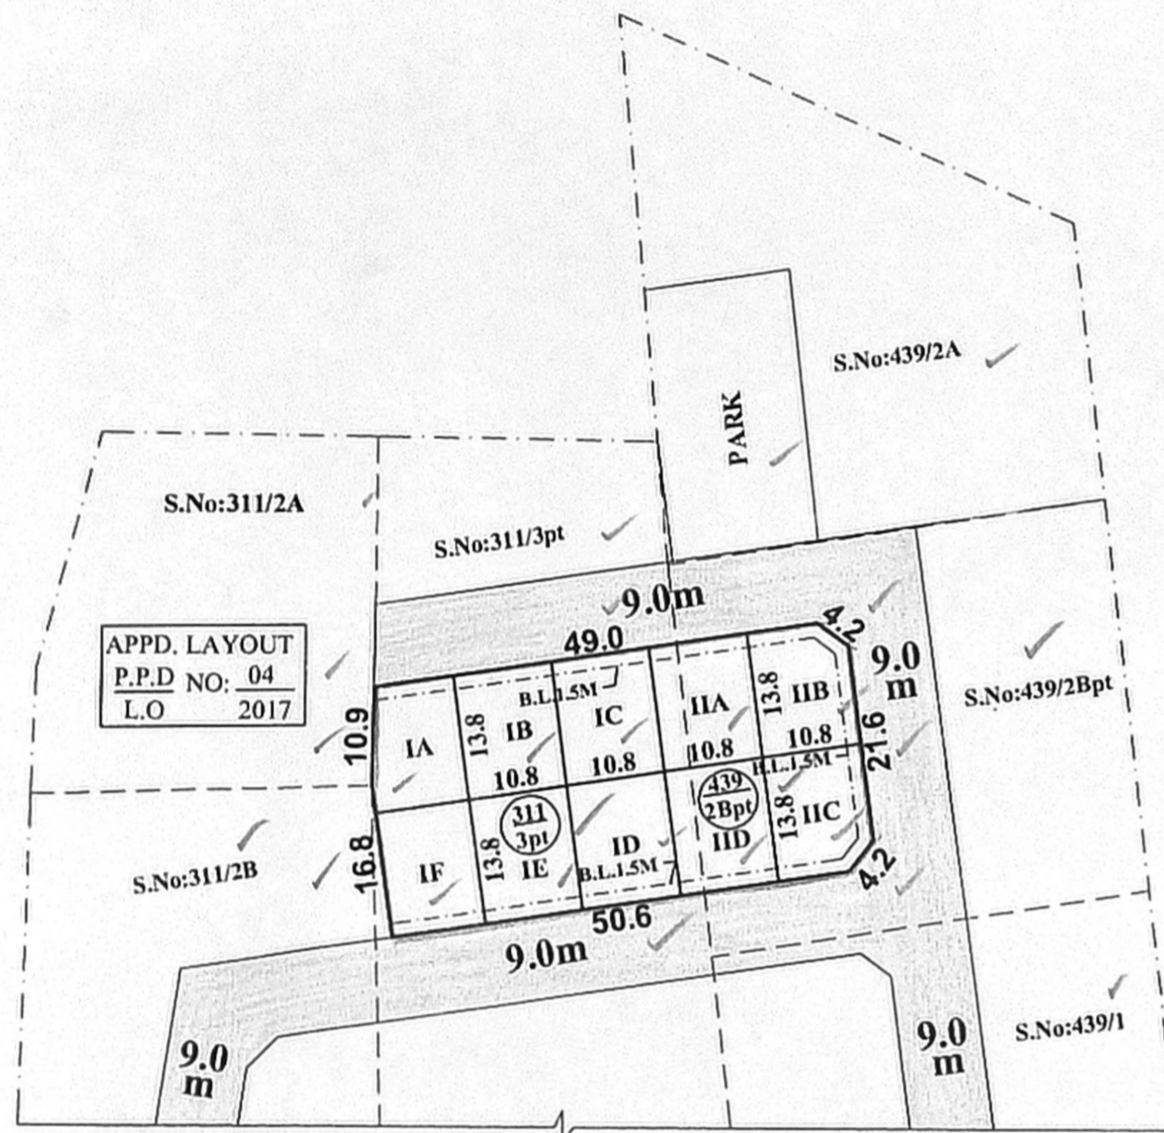 S.No:439/2A
PARK
S.No:311/2A
S.No:311/3pt
9.0m
4.2
APPD. LAYOUT
P.P.D NO: 04
L.O 2017
49.0
9.0
m
S.No:439/2Bpt
B.L.1.5M
10.9
IA
13.8
IB
IC
IIA
13.8
IIB
10.8
10.8
10.8
10.8
21.6
B.L.1.5M
311
3pt
439
2Bpt
16.8
S.No:311/2B
IF
13.8
IE
ID
B.L.1.5M
IID
13.8
IIC
4.2
50.6
9.0m
9.0
m
9.0
m
S.No:439/1